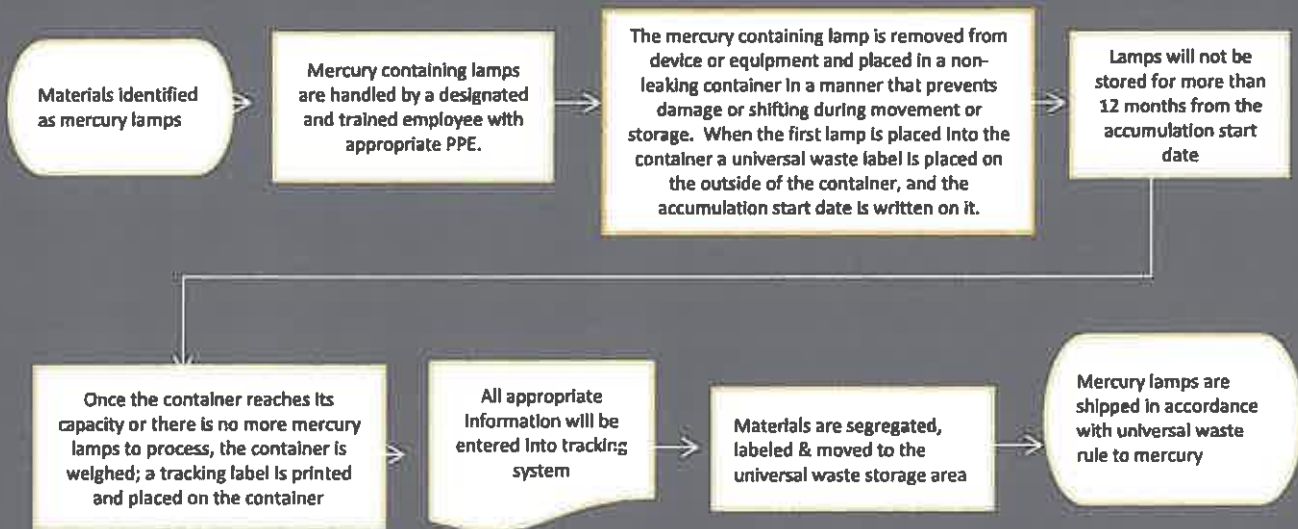 Materials identified
as mercury lamps
Mercury containing lamps
are handled by a designated
and trained employee with
appropriate PPE.
The mercury containing lamp is removed from
device or equipment and placed in a non-
leaking container in a manner that prevents
damage or shifting during movement or
storage. When the first lamp is placed into the
container a universal waste label is placed on
the outside of the container, and the
accumulation start date is written on it.
Lamps will not be
stored for more than
12 months from the
accumulation start
date
Once the container reaches its
capacity or there is no more mercury
lamps to process, the container is
weighed; a tracking label is printed
and placed on the container
All appropriate
information will be
entered into tracking
system
Materials are segregated,
labeled & moved to the
universal waste storage area
Mercury lamps are
shipped in accordance
with universal waste
rule to mercury